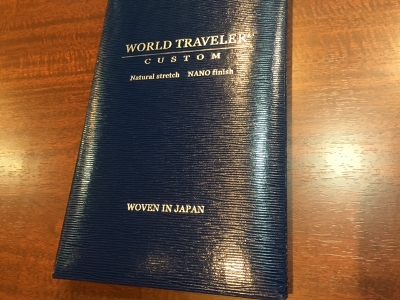 WORLD TRAVELER
CUSTOM
Natural stretch NANO finish
WOVEN IN JAPAN